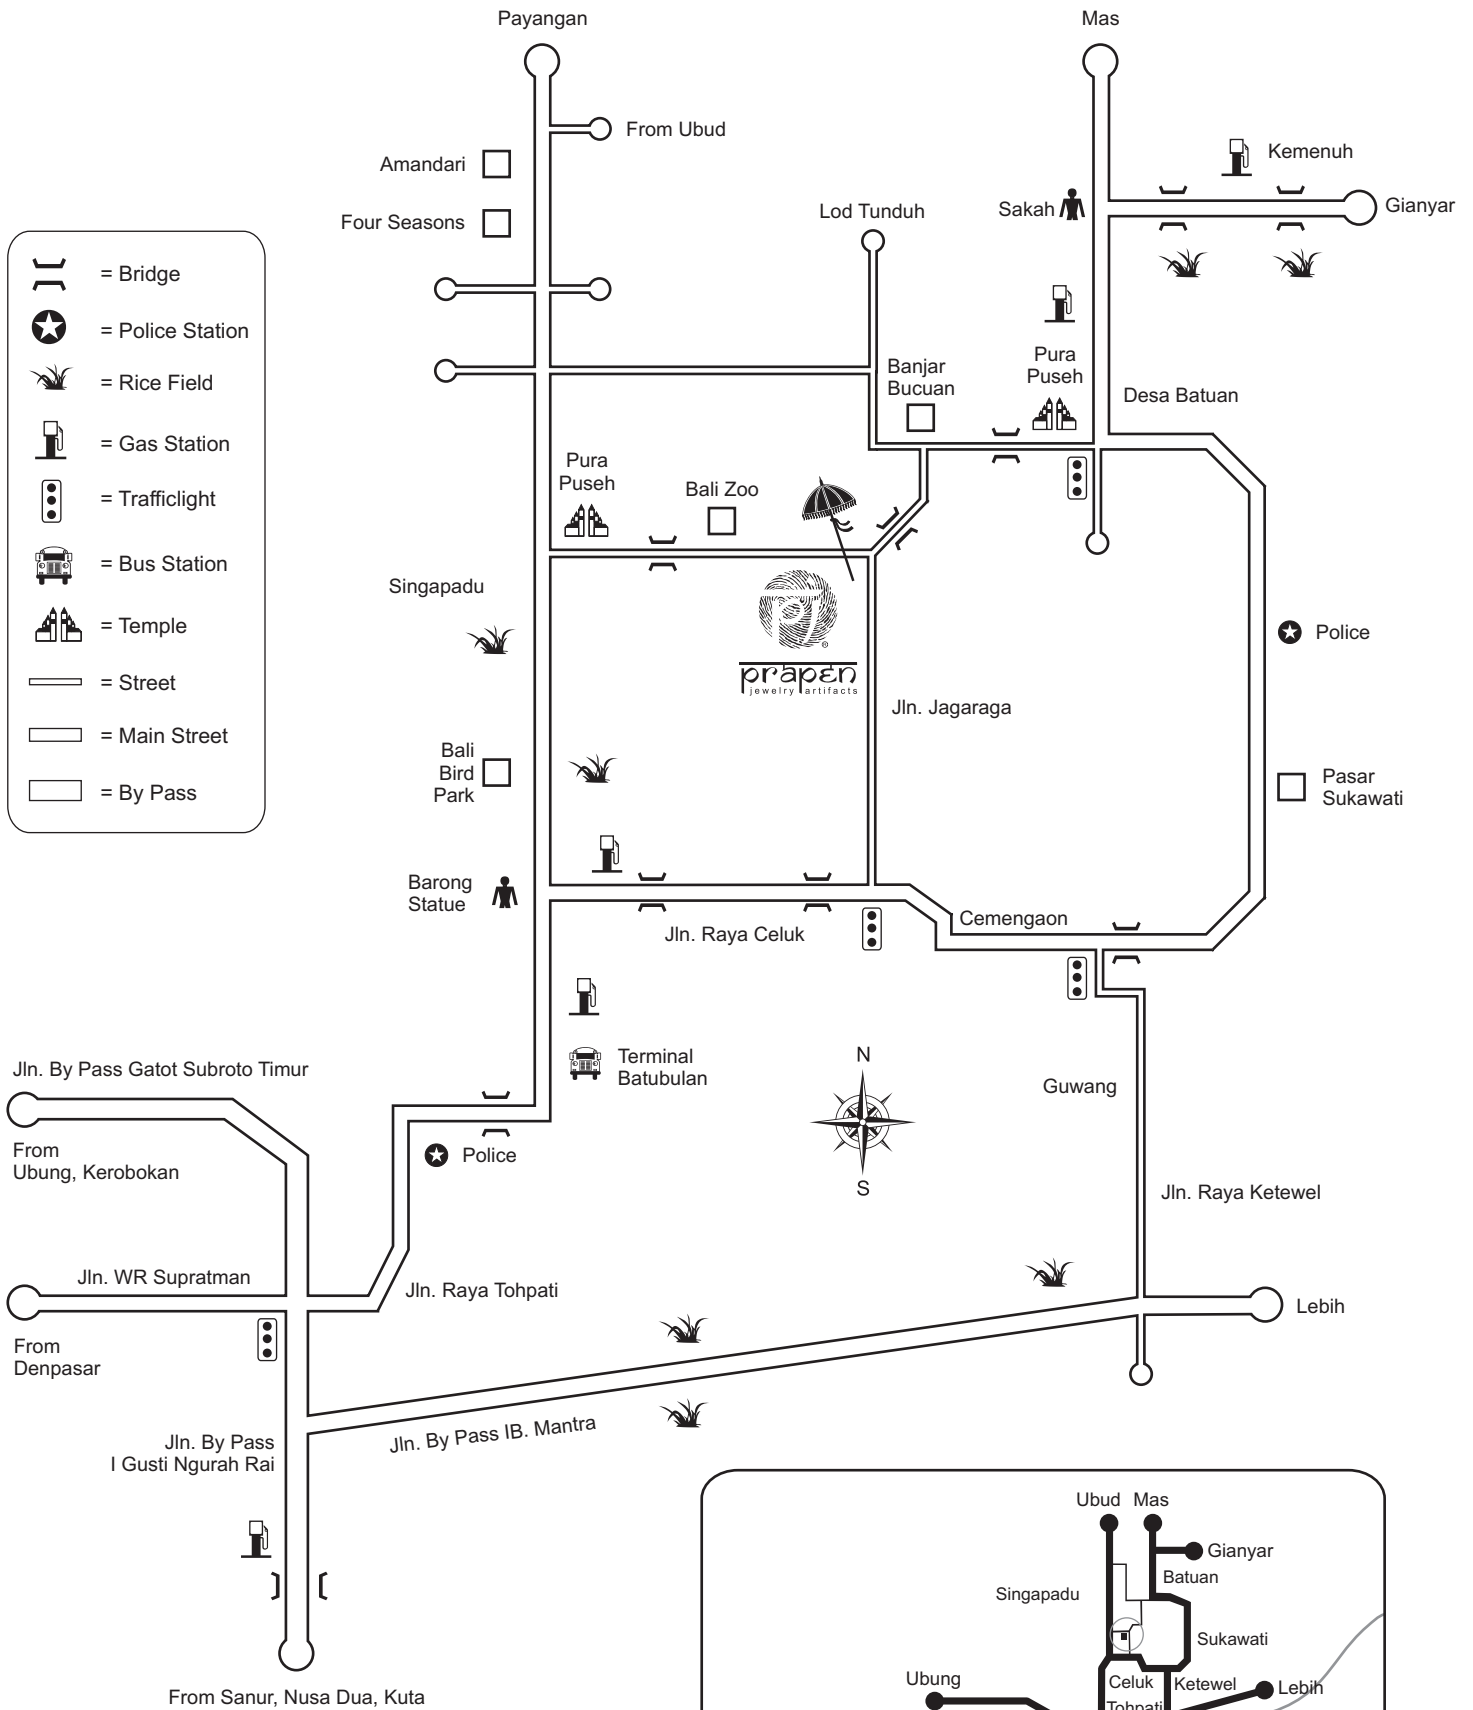 Payangan
Mas
From Ubud
Amandari
Four Seasons
Lod Tunduh
Sakah
Kemenuh
Gianyar
= Bridge
= Police Station
= Rice Field
= Gas Station
= Trafficlight
= Bus Station
= Temple
= Street
= Main Street
= By Pass
Banjar
Bucuan
Pura
Puseh
Desa Batuan
Pura
Puseh
Bali Zoo
Singapadu
pj
®
prapen
jewelry artifacts
Police
Jln. Jagaraga
Bali
Bird
Park
Pasar
Sukawati
Barong
Statue
Jln. Raya Celuk
Cemengaon
Terminal
Batubulan
N
S
Guwang
Jln. By Pass Gatot Subroto Timur
From
Ubung, Kerobokan
Police
Jln. Raya Ketewel
Jln. WR Supratman
Jln. Raya Tohpati
Lebih
From
Denpasar
Jln. By Pass IB. Mantra
Jln. By Pass
I Gusti Ngurah Rai
From Sanur, Nusa Dua, Kuta
Ubud
Mas
Gianyar
Batuan
Singapadu
Sukawati
Ubung
Celuk
Ketewel
Lebih
Tohpati